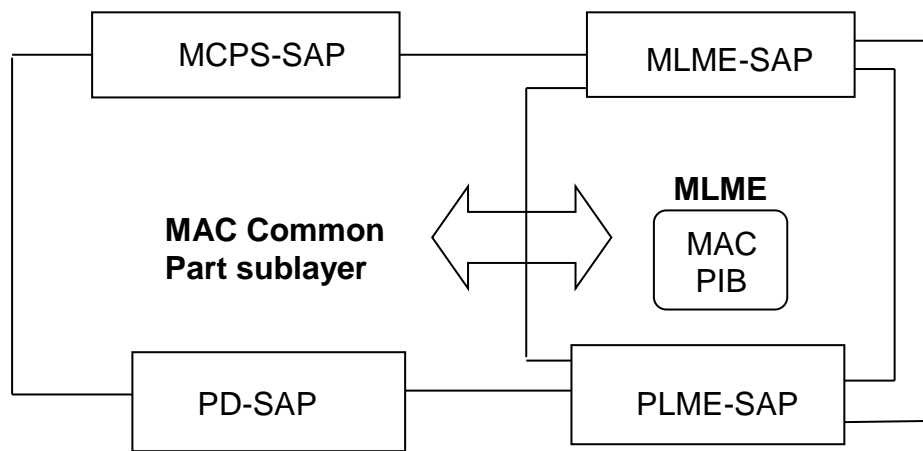 MCPS-SAP
MLME-SAP
MLME
MAC Common
Part sublayer
MAC
PIB
PD-SAP
PLME-SAP